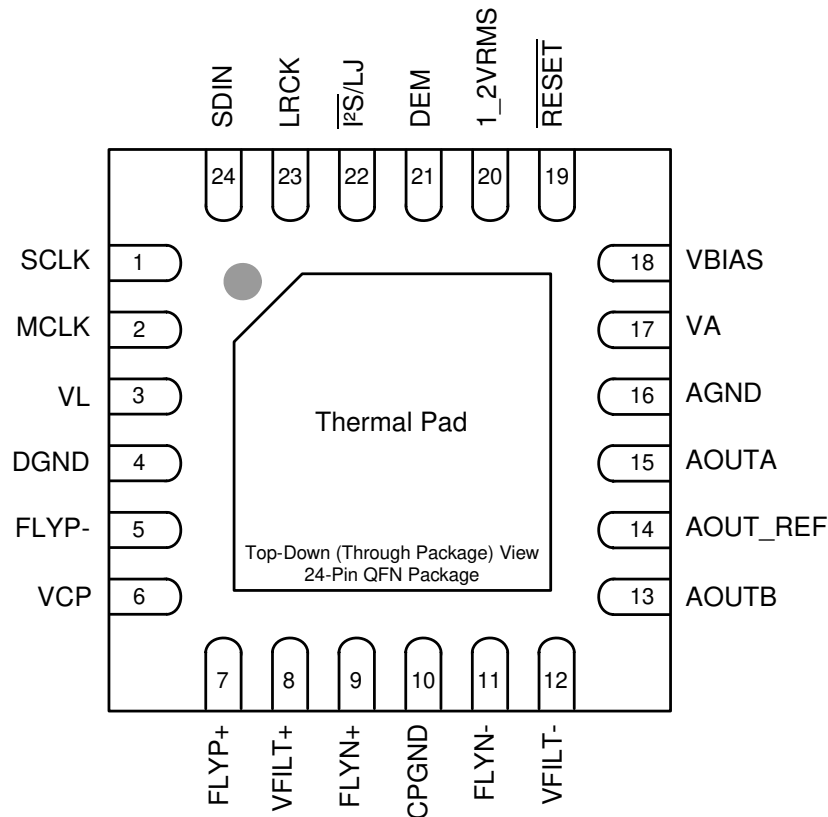 SDIN
LRCK
I²S/LJ
DEM
1_2VRMS
RESET
24
23
22
21
20
19
SCLK 1
18 VBIAS
MCLK 2
17 VA
VL 3
16 AGND
Thermal Pad
DGND 4
15 AOUTA
FLYP- 5
14 AOUT_REF
Top-Down (Through Package) View
24-Pin QFN Package
VCP 6
13 AOUTB
7
8
9
10
11
12
FLYP+
VFILT+
FLYN+
CPGND
FLYN-
VFILT-